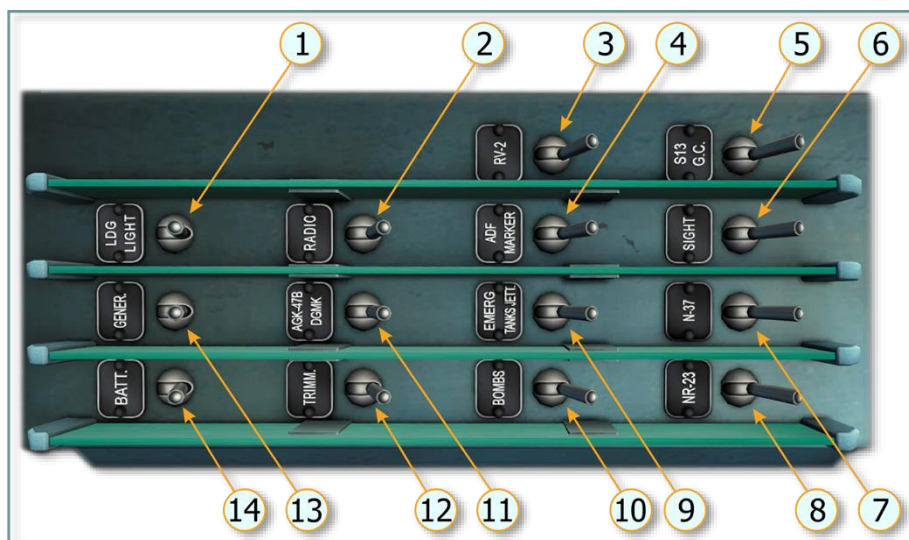 1
2
3
4
5
6
RV-2
S13
G.C.
LDG
LIGHT
RADIO
ADF
MARKER
SIGHT
GENER.
AGK-47B
DGMK
EMERG
TANKS JETT.
N-37
BATT.
TRIMM.
BOMBS
NR-23
14
13
12
11
10
9
8
7